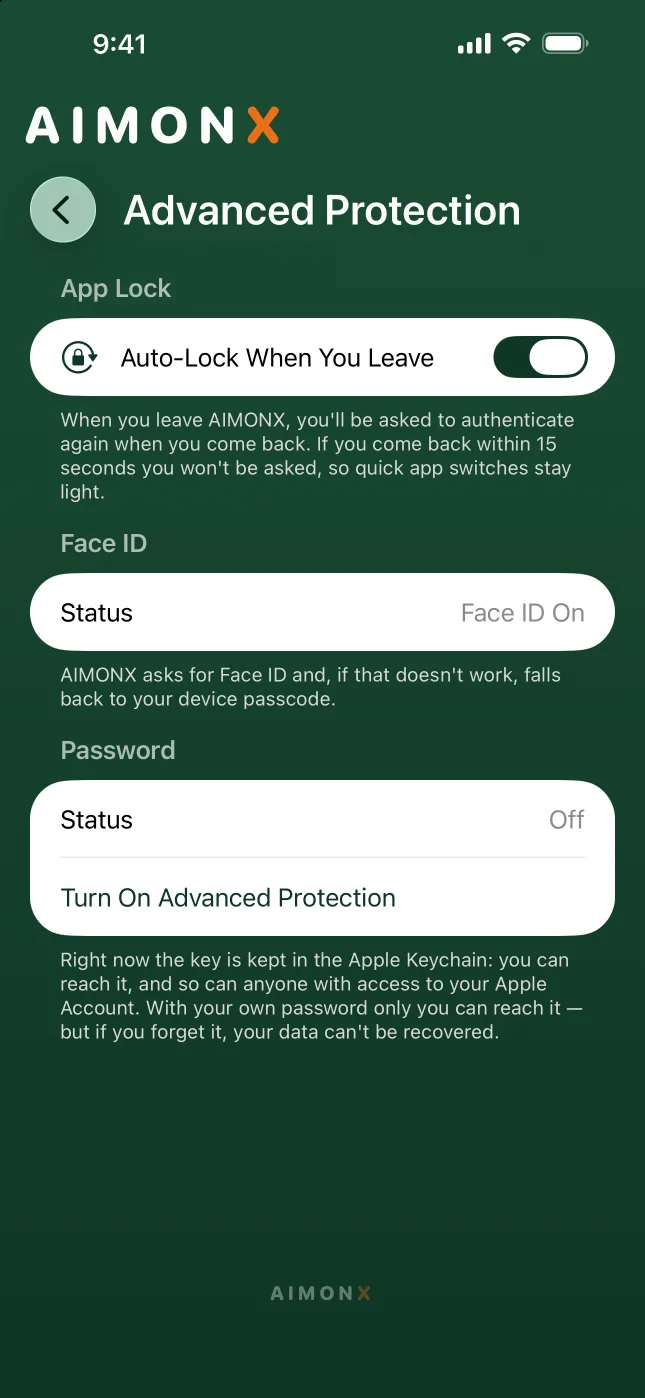 9:41
AIMONX
Advanced Protection
App Lock
Auto-Lock When You Leave
When you leave AIMONX, you'll be asked to authenticate
again when you come back. If you come back within 15
seconds you won't be asked, so quick app switches stay
light.
Face ID
Status Face ID On
AIMONX asks for Face ID and, if that doesn't work, falls
back to your device passcode.
Password
Status Off
Turn On Advanced Protection
Right now the key is kept in the Apple Keychain: you can
reach it, and so can anyone with access to your Apple
Account. With your own password only you can reach it —
but if you forget it, your data can't be recovered.
AIMONX